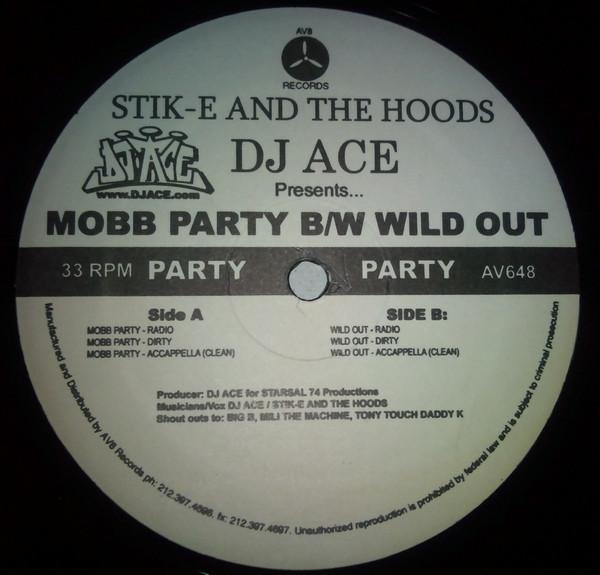 AV8
RECORDS
STIK-E AND THE HOODS
DJ ACE
www.DJACE.com
DJ ACE
Presents...
MOBB PARTY B/W WILD OUT
33 RPM PARTY PARTY AV648
Side A
MOBB PARTY - RADIO
MOBB PARTY - DIRTY
MOBB PARTY - ACCAPPELLA (CLEAN)
SIDE B:
WILD OUT - RADIO
WILD OUT - DIRTY
WILD OUT - ACCAPPELLA (CLEAN)
Producer: DJ ACE for STARSAL 74 Productions
Musicians/Vox DJ ACE / STIK-E AND THE HOODS
Shout outs to: BIG B, MELI THE MACHINE, TONY TOUCH DADDY K
Manufactured and Distributed by AV8 Records ph: 212.397.4696. fx: 212.397.4697. Unauthorized reproduction is prohibited by federal law and is subject to criminal prosecution